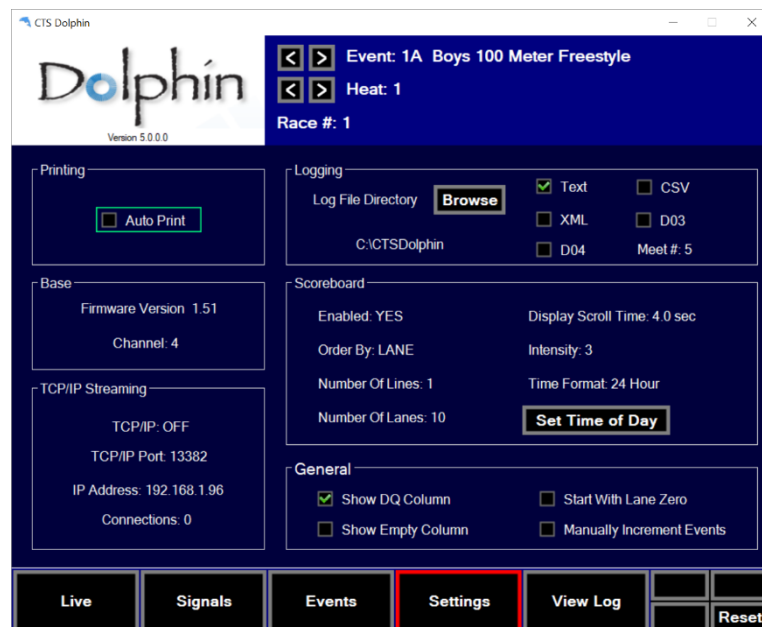 CTS Dolphin
Dolphin
Version 5.0.0.0
< > Event: 1A Boys 100 Meter Freestyle
< > Heat: 1
Race #: 1
Printing
Auto Print
Base
Firmware Version 1.51
Channel: 4
TCP/IP Streaming
TCP/IP: OFF
TCP/IP Port: 13382
IP Address: 192.168.1.96
Connections: 0
Logging
Log File Directory Browse
C:\CTSDolphin
Text CSV
XML D03
D04 Meet #: 5
Scoreboard
Enabled: YES Display Scroll Time: 4.0 sec
Order By: LANE Intensity: 3
Number Of Lines: 1 Time Format: 24 Hour
Number Of Lanes: 10 Set Time of Day
General
Show DQ Column Start With Lane Zero
Show Empty Column Manually Increment Events
Live Signals Events Settings View Log
Reset